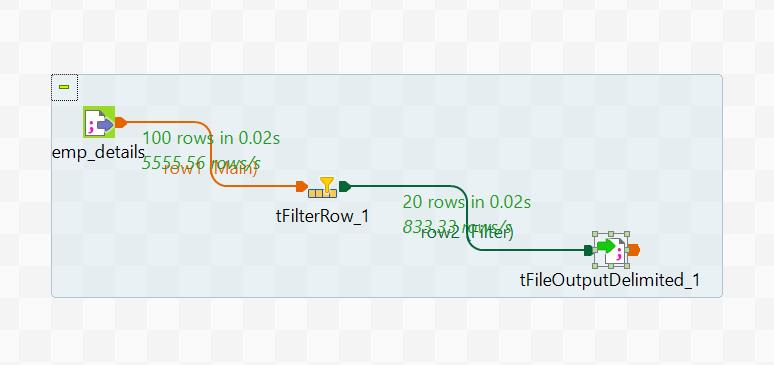 100 rows in 0.02s
emp_details
5555.56 rows/s
row1 (Main)
20 rows in 0.02s
tFilterRow_1
833.33 rows/s
row2 (Filter)
tFileOutputDelimited_1